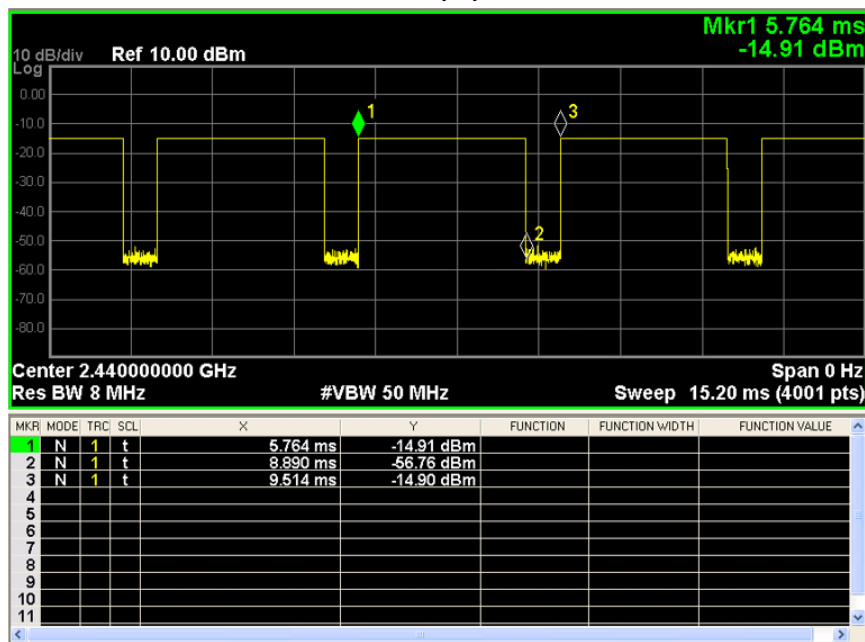 Mkr1 5.764 ms
10 dB/div Ref 10.00 dBm -14.91 dBm
Log
0.00
-10.0 1 3
-20.0
-30.0
-40.0
-50.0 2
-60.0
-70.0
-80.0
Center 2.440000000 GHz Span 0 Hz
Res BW 8 MHz #VBW 50 MHz Sweep 15.20 ms (4001 pts)
MKR MODE TRC SCL X Y FUNCTION FUNCTION WIDTH FUNCTION VALUE
1 N 1 t 5.764 ms -14.91 dBm
2 N 1 t 8.890 ms -56.76 dBm
3 N 1 t 9.514 ms -14.90 dBm
4
5
6
7
8
9
10
11